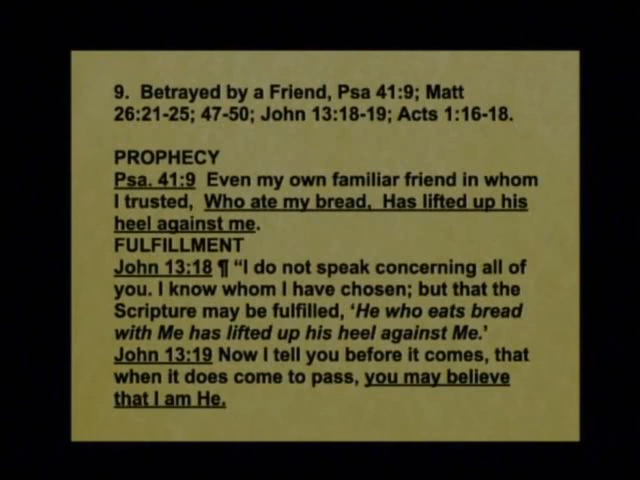 9.  Betrayed by a Friend, Psa 41:9; Matt
26:21-25; 47-50; John 13:18-19; Acts 1:16-18.
PROPHECY
Psa. 41:9  Even my own familiar friend in whom
I trusted,  Who ate my bread,  Has lifted up his
heel against me.
FULFILLMENT
John 13:18 ¶ “I do not speak concerning all of
you. I know whom I have chosen; but that the
Scripture may be fulfilled, ‘He who eats bread
with Me has lifted up his heel against Me.’
John 13:19 Now I tell you before it comes, that
when it does come to pass, you may believe
that I am He.